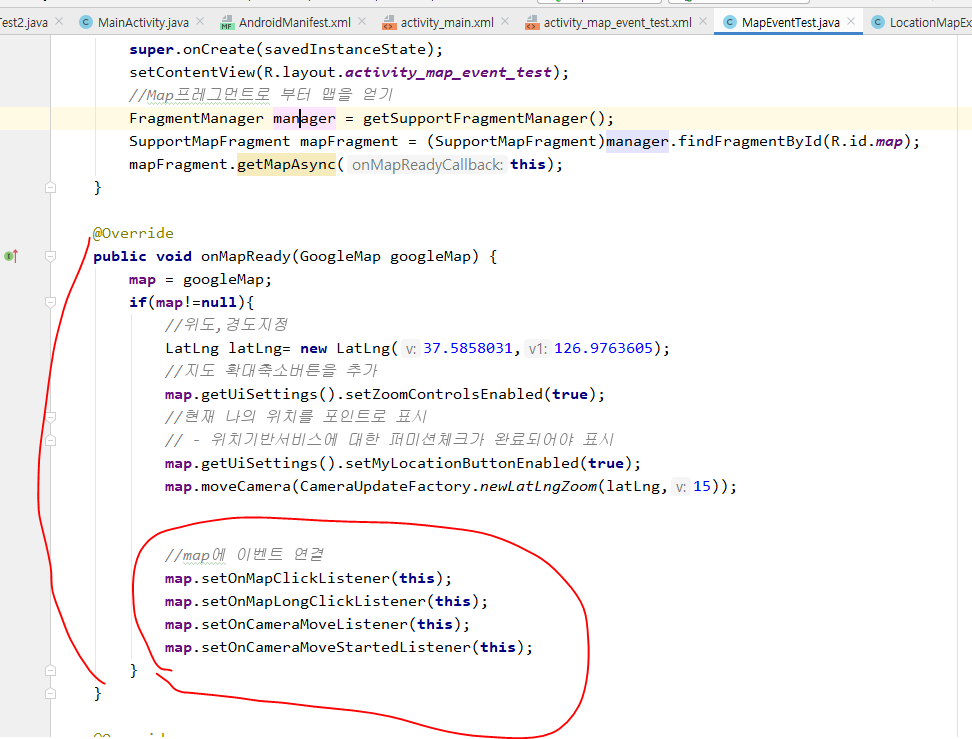 Test2.java MainActivity.java AndroidManifest.xml activity_main.xml activity_map_event_test.xml MapEventTest.java LocationMapEx
super.onCreate(savedInstanceState);
setContentView(R.layout.activity_map_event_test);
//Map프레그먼트로 부터 맵을 얻기
FragmentManager manager = getSupportFragmentManager();
SupportMapFragment mapFragment = (SupportMapFragment)manager.findFragmentById(R.id.map);
mapFragment.getMapAsync( onMapReadyCallback: this);
}
@Override
public void onMapReady(GoogleMap googleMap) {
map = googleMap;
if(map!=null){
//위도,경도지정
LatLng latLng= new LatLng( v: 37.5858031, v1: 126.9763605);
//지도 확대축소버튼을 추가
map.getUiSettings().setZoomControlsEnabled(true);
//현재 나의 위치를 포인트로 표시
// - 위치기반서비스에 대한 퍼미션체크가 완료되어야 표시
map.getUiSettings().setMyLocationButtonEnabled(true);
map.moveCamera(CameraUpdateFactory.newLatLngZoom(latLng, v: 15));
//map에 이벤트 연결
map.setOnMapClickListener(this);
map.setOnMapLongClickListener(this);
map.setOnCameraMoveListener(this);
map.setOnCameraMoveStartedListener(this);
}
}